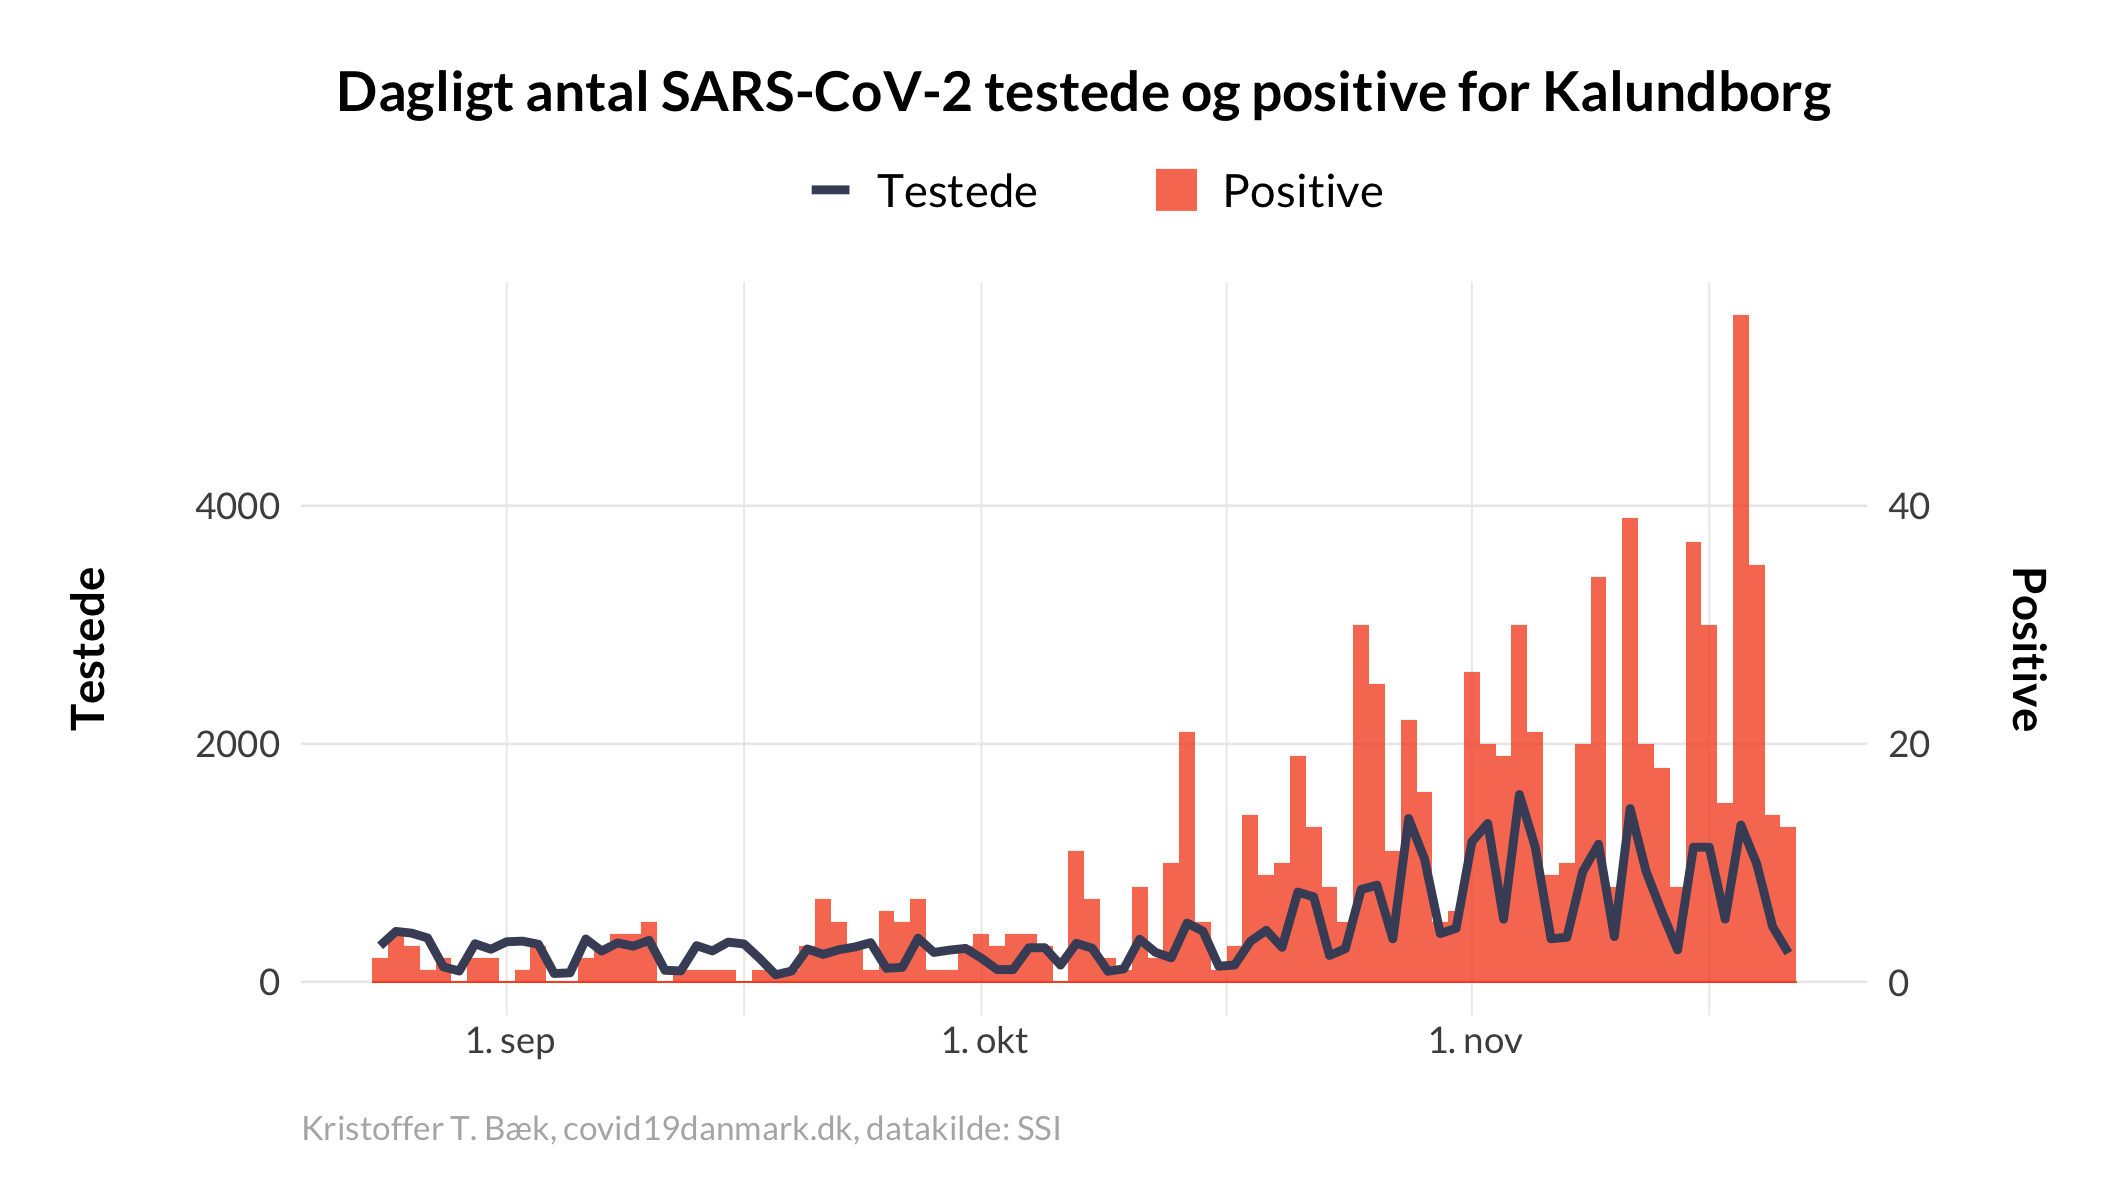 Dagligt antal SARS-CoV-2 testede og positive for Kalundborg
Testede
Positive
4000
2000
0
Testede
40
20
0
Positive
1. sep
1. okt
1. nov
Kristoffer T. Bæk, covid19danmark.dk, datakilde: SSI